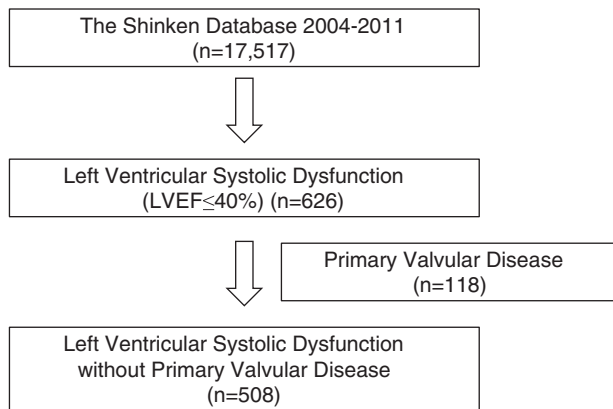 The Shinken Database 2004-2011
(n=17,517)
Left Ventricular Systolic Dysfunction
(LVEF≤40%) (n=626)
Primary Valvular Disease
(n=118)
Left Ventricular Systolic Dysfunction
without Primary Valvular Disease
(n=508)